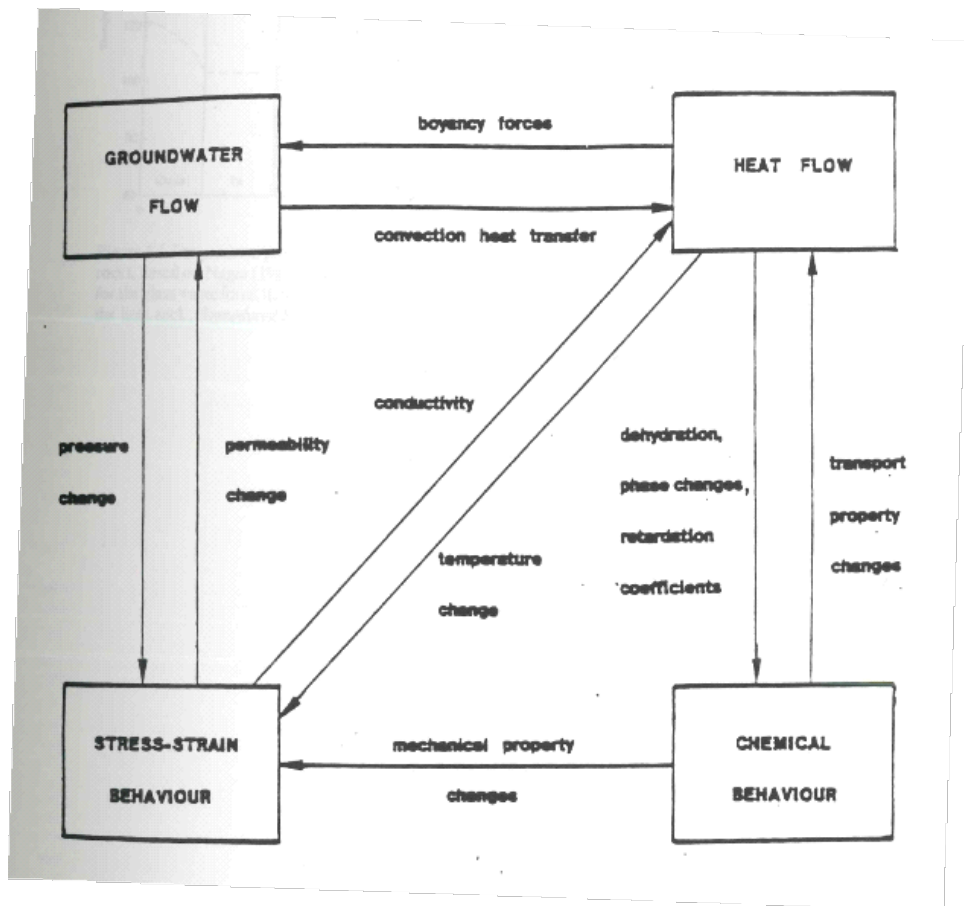 boyancy forces
GROUNDWATER
FLOW
HEAT FLOW
convection heat transfer
conductivity
pressure
change
permeability
change
dehydration,
phase changes,
retardation
coefficients
transport
property
changes
temperature
change
STRESS-STRAIN
BEHAVIOUR
mechanical property
changes
CHEMICAL
BEHAVIOUR